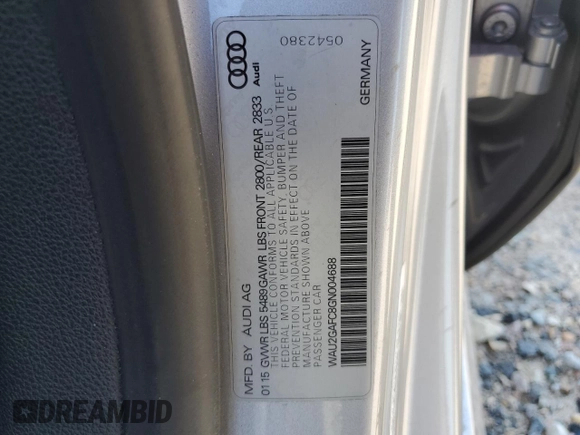 MFD. BY AUDI AG
01 15 GVWR LBS 5489 GAWR LBS FRONT 2800/REAR 2833
THIS VEHICLE CONFORMS TO ALL APPLICABLE U S
FEDERAL MOTOR VEHICLE SAFETY, BUMPER AND THEFT
PREVENTION STANDARDS IN EFFECT ON THE DATE OF
MANUFACTURE SHOWN ABOVE
PASSENGER CAR
WAU2GAFC8GN004688
GERMANY
Audi
0542380
DREAMBID